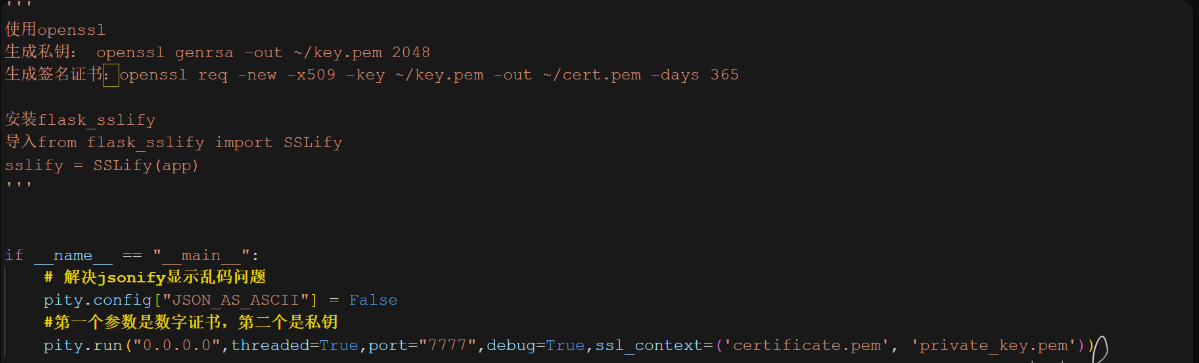 '''
使用openssl
生成私钥： openssl genrsa -out ~/key.pem 2048
生成签名证书：openssl req -new -x509 -key ~/key.pem -out ~/cert.pem -days 365
安装flask_sslify
导入from flask_sslify import SSLify
sslify = SSLify(app)
'''
if __name__ == "__main__":
# 解决jsonify显示乱码问题
pity.config["JSON_AS_ASCII"] = False
#第一个参数是数字证书，第二个是私钥
pity.run("0.0.0.0",threaded=True,port="7777",debug=True,ssl_context=('certificate.pem', 'private_key.pem'))